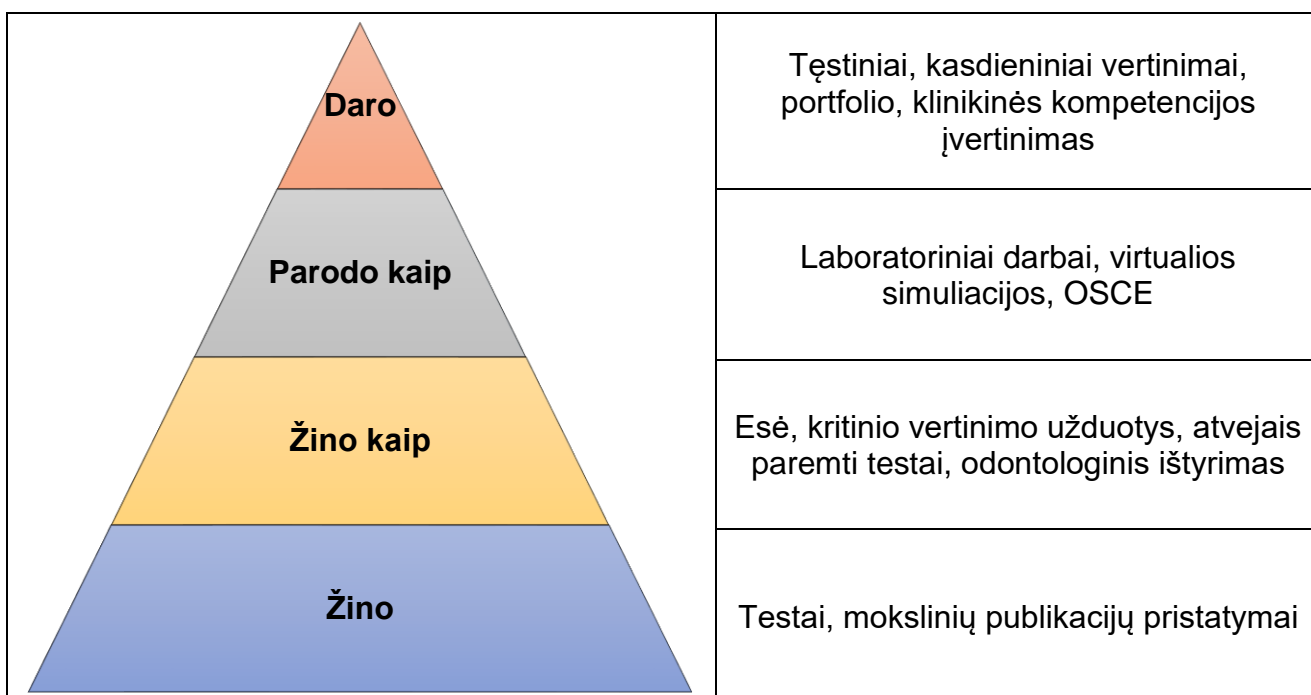 Daro
Tęstiniai, kasdieniniai vertinimai,
portfolio, klinikinės kompetencijos
įvertinimas
Parodo kaip
Laboratoriniai darbai, virtualios
simuliacijos, OSCE
Žino kaip
Esė, kritinio vertinimo užduotys, atvejais
paremti testai, odontologinis ištyrimas
Žino
Testai, mokslinių publikacijų pristatymai